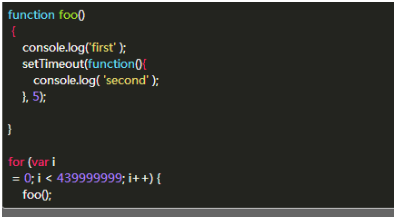 function foo()
{
console.log('first' );
setTimeout(function(){
console.log( 'second' );
}, 5);
}
for (var i
= 0; i < 439999999; i++) {
foo();